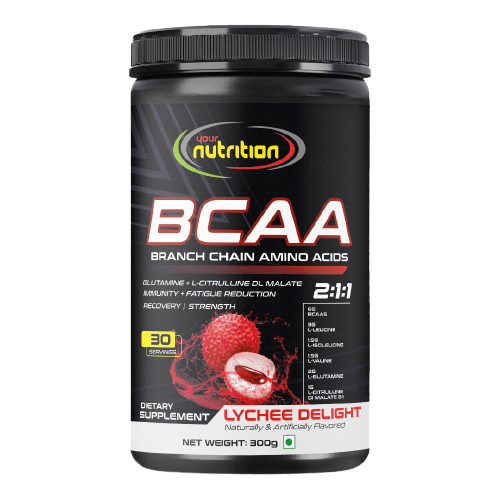 your
nutrition
BCAA
BRANCH CHAIN AMINO ACIDS
GLUTAMINE + L-CITRULLINE DL MALATE
IMMUNITY + FATIGUE REDUCTION
RECOVERY | STRENGTH
2:1:1
6G
BCAAS
3G
L-LEUCINE
1.5G
L-ISOLEUCINE
1.5G
L-VALINE
2G
L-GLUTAMINE
1G
L-CITRULLINE
DL MALATE 2:1
30
SERVINGS
DIETARY
SUPPLEMENT
LYCHEE DELIGHT
Naturally & Artificially Flavored
NET WEIGHT: 300g